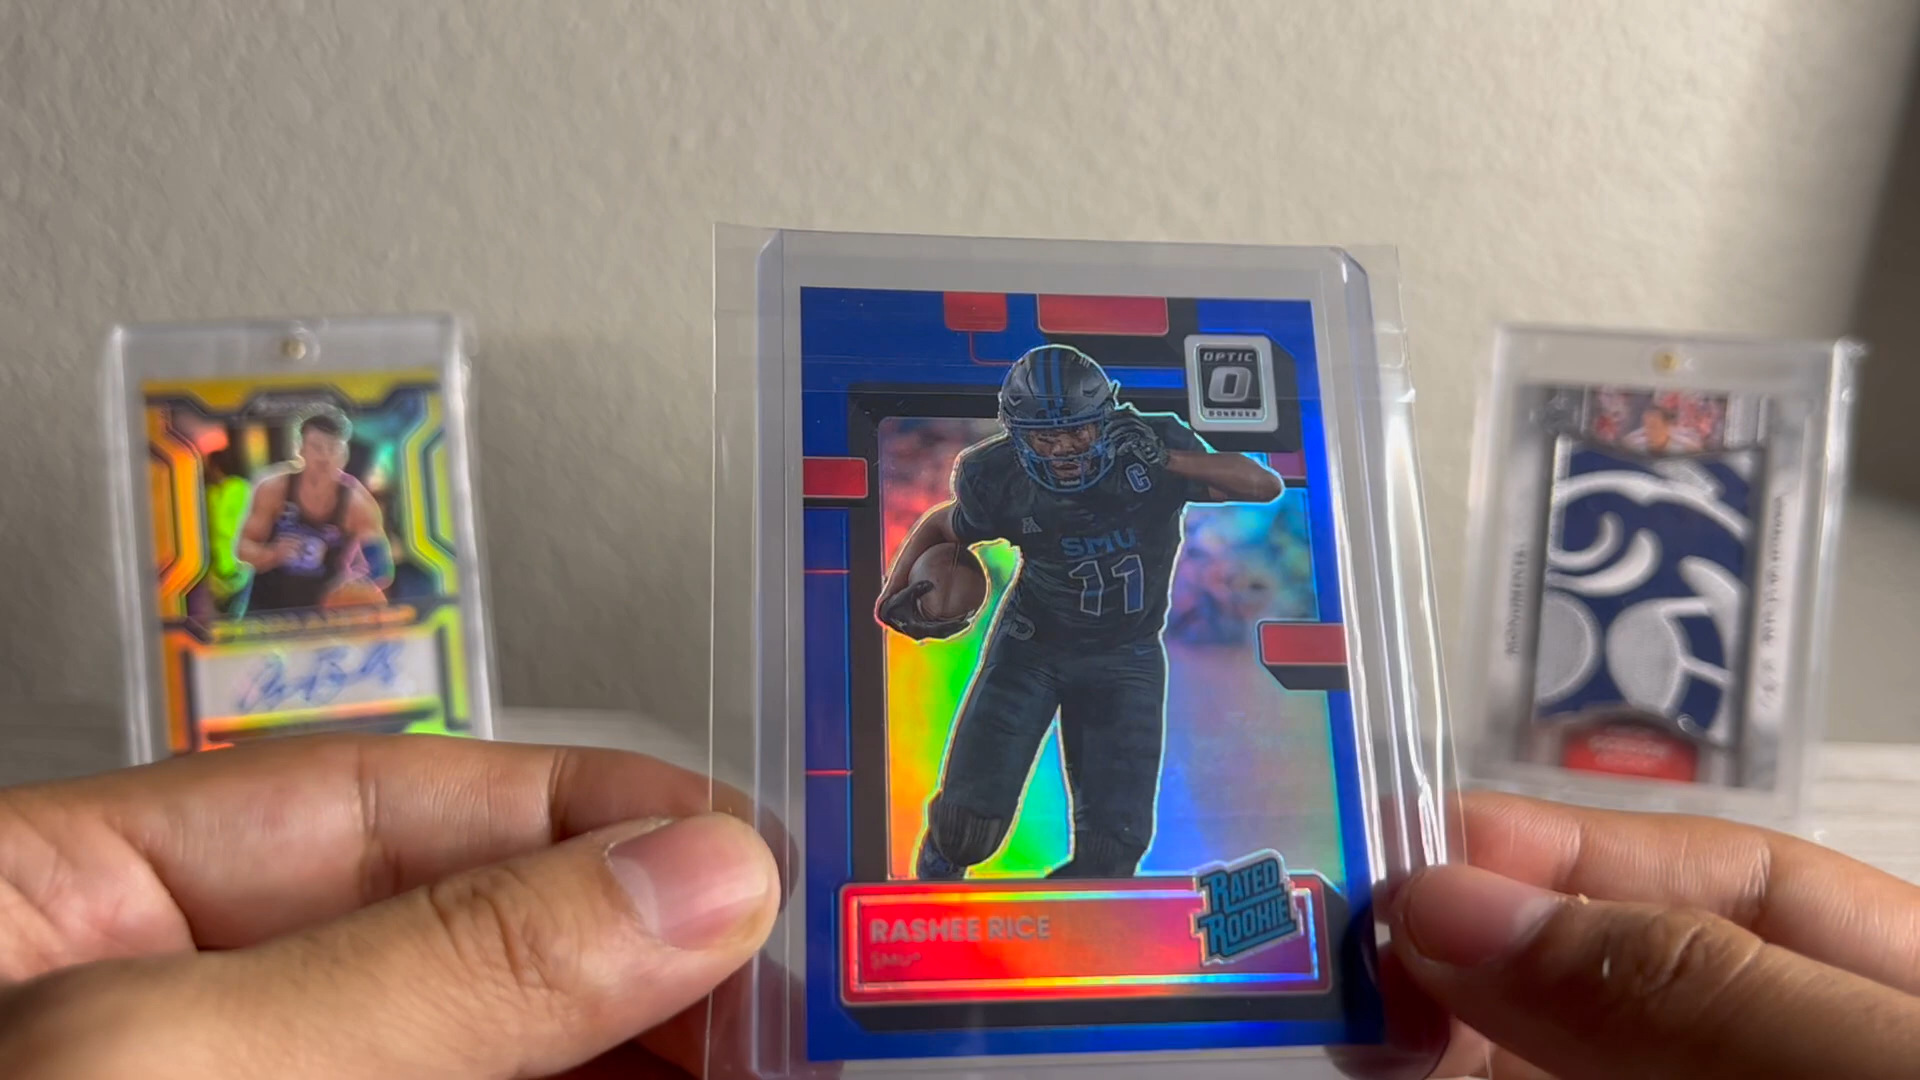 OPTIC
DONRUSS
C
A
SMU
11
RATED
ROOKIE
RASHEE RICE
SMU